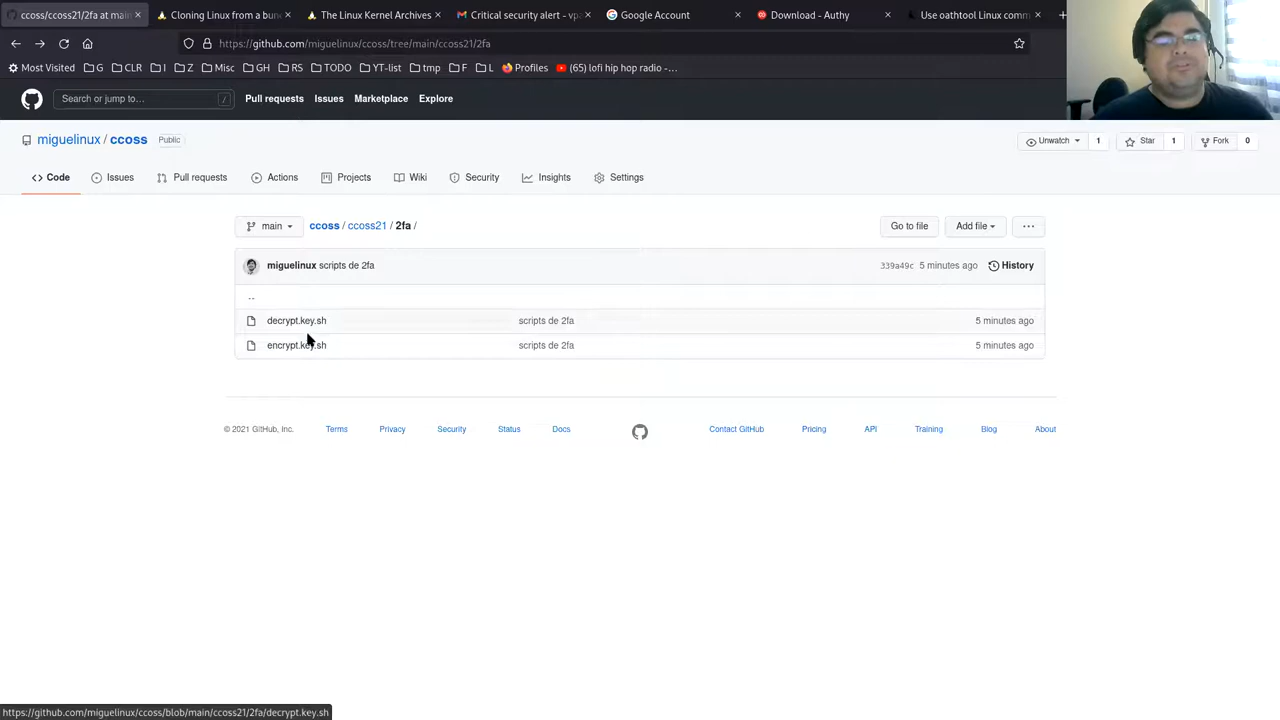 ccoss/ccoss21/2fa at main
Cloning Linux from a bun
The Linux Kernel Archives
Critical security alert - vpa
Google Account
Download - Authy
Use oathtool Linux comm
https://github.com/miguelinux/ccoss/tree/main/ccoss21/2fa
Most Visited G CLR I Z Misc GH RS TODO YT-list tmp F L Profiles (65) lofi hip hop radio -…
Search or jump to… / Pull requests Issues Marketplace Explore
miguelinux / ccoss Public Unwatch 1 Star 1 Fork 0
Code Issues Pull requests Actions Projects Wiki Security Insights Settings
main ccoss / ccoss21 / 2fa / Go to file Add file ...
miguelinux scripts de 2fa 339a49c 5 minutes ago History
..
decrypt.key.sh scripts de 2fa 5 minutes ago
encrypt.key.sh scripts de 2fa 5 minutes ago
© 2021 GitHub, Inc. Terms Privacy Security Status Docs Contact GitHub Pricing API Training Blog About
https://github.com/miguelinux/ccoss/blob/main/ccoss21/2fa/decrypt.key.sh